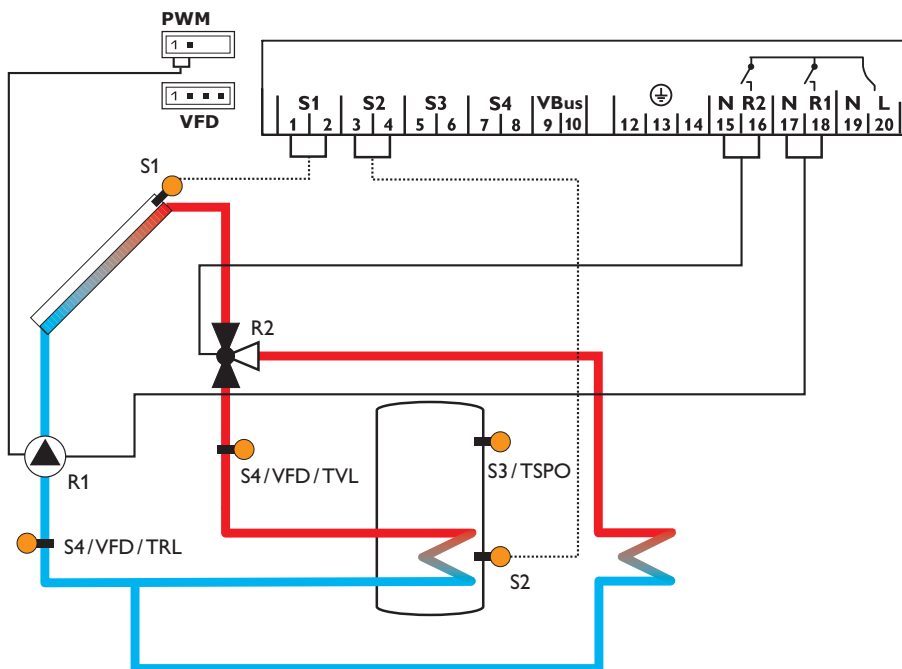 PWM
1
VFD
S1 S2 S3 S4 VBus N R2 N R1 N L
1 2 3 4 5 6 7 8 9 10 12 13 14 15 16 17 18 19 20
S1
R2
S4/VFD/TVL
S3/TSPO
R1
S4/VFD/TRL
S2
1